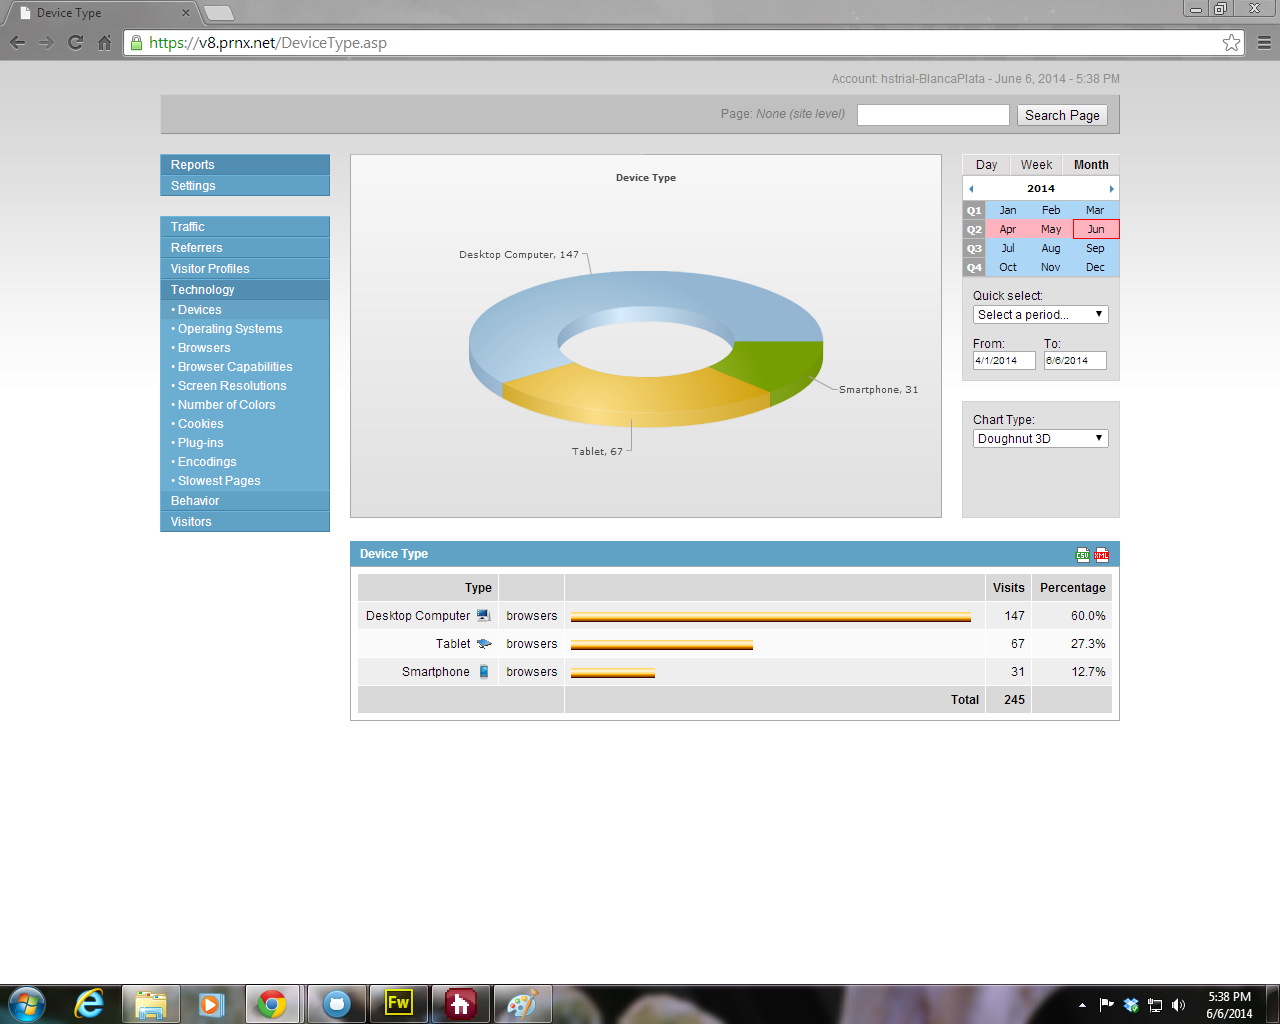 Device Type
https://v8.prnx.net/DeviceType.asp
Account: hstrial-BlancaPlata - June 6, 2014 - 5:38 PM
Page: None (site level)
Search Page
Reports
Settings
Traffic
Referrers
Visitor Profiles
Technology
• Devices
• Operating Systems
• Browsers
• Browser Capabilities
• Screen Resolutions
• Number of Colors
• Cookies
• Plug-ins
• Encodings
• Slowest Pages
Behavior
Visitors
Device Type
Desktop Computer, 147
Smartphone, 31
Tablet, 67
Day Week Month
2014
Q1 Jan Feb Mar
Q2 Apr May Jun
Q3 Jul Aug Sep
Q4 Oct Nov Dec
Quick select:
Select a period...
From: To:
4/1/2014 6/6/2014
Chart Type:
Doughnut 3D
Device Type
CSV XML
Type Visits Percentage
Desktop Computer browsers 147 60.0%
Tablet browsers 67 27.3%
Smartphone browsers 31 12.7%
Total 245
Fw
5:38 PM
6/6/2014